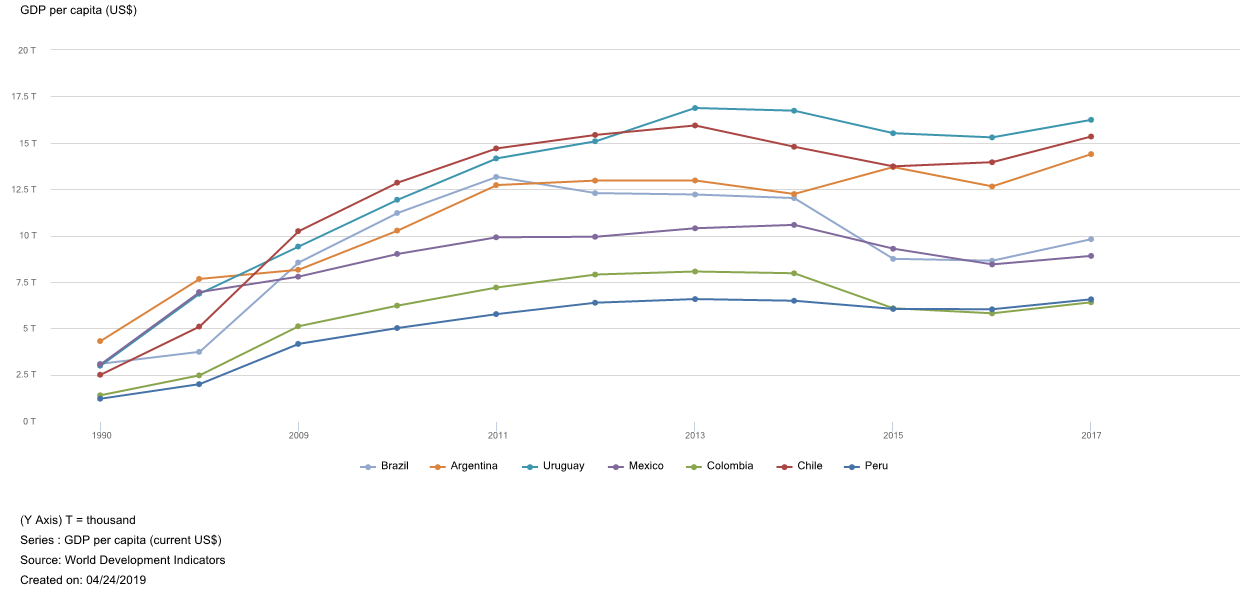 GDP per capita (US$)
20 T
17.5 T
15 T
12.5 T
10 T
7.5 T
5 T
2.5 T
0 T
1990 2009 2011 2013 2015 2017
Brazil Argentina Uruguay Mexico Colombia Chile Peru
(Y Axis) T = thousand
Series : GDP per capita (current US$)
Source: World Development Indicators
Created on: 04/24/2019